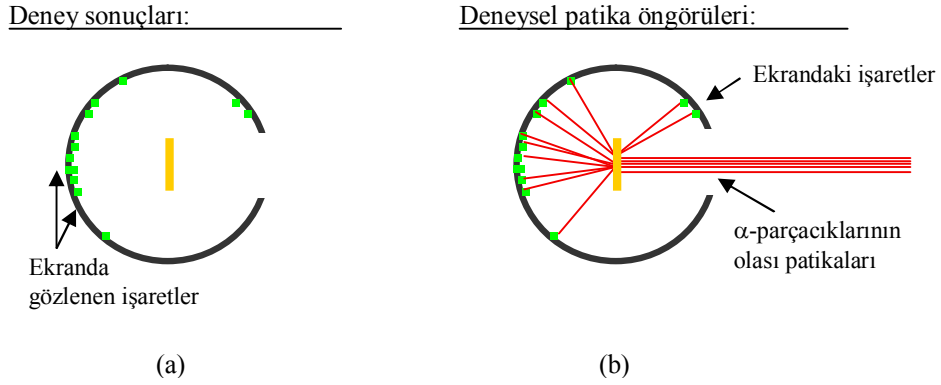 Deney sonuçları:
Deneysel patika öngörüleri:
Ekrandaki işaretler
α-parçacıklarının
olası patikaları
Ekranda
gözlenen işaretler
(a)
(b)